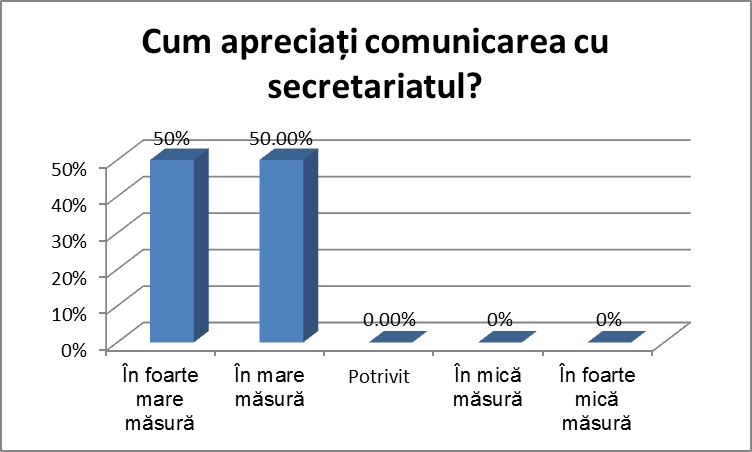 Cum apreciați comunicarea cu
secretariatul?
50%
50.00%
0.00%
0%
0%
50%
40%
30%
20%
10%
0%
În foarte
mare
măsură
În mare
măsură
Potrivit
În mică
măsură
În foarte
mică
măsură